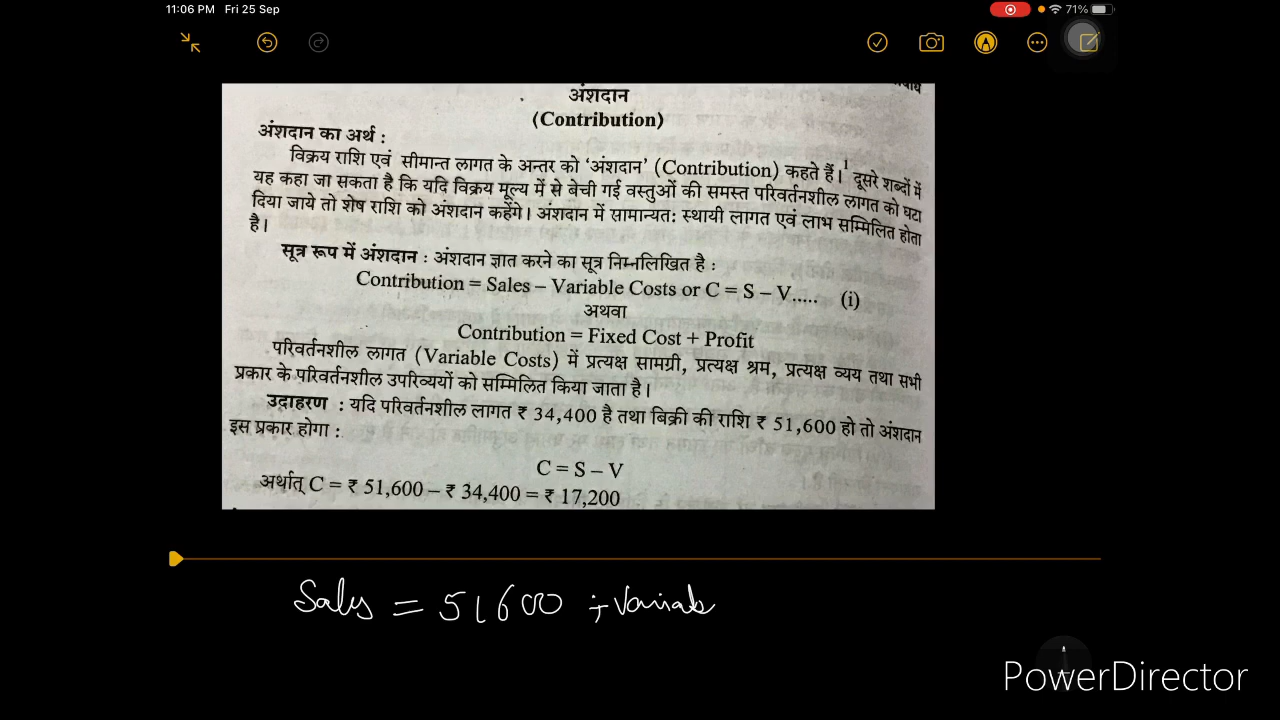 11:06 PM Fri 25 Sep 71%
अंशदान
(Contribution)
अंशदान का अर्थ :
विक्रय राशि एवं सीमान्त लागत के अन्तर को 'अंशदान' (Contribution) कहते हैं।1 दूसरे शब्दों में
यह कहा जा सकता है कि यदि विक्रय मूल्य में से बेची गई वस्तुओं की समस्त परिवर्तनशील लागत को घटा
दिया जाये तो शेष राशि को अंशदान कहेंगे। अंशदान में सामान्यत: स्थायी लागत एवं लाभ सम्मिलित होता
है।
सूत्र रूप में अंशदान : अंशदान ज्ञात करने का सूत्र निम्नलिखित है :
Contribution = Sales – Variable Costs or C = S – V..... (i)
अथवा
Contribution = Fixed Cost + Profit
परिवर्तनशील लागत (Variable Costs) में प्रत्यक्ष सामग्री, प्रत्यक्ष श्रम, प्रत्यक्ष व्यय तथा सभी
प्रकार के परिवर्तनशील उपरिव्ययों को सम्मिलित किया जाता है।
उदाहरण : यदि परिवर्तनशील लागत ₹ 34,400 है तथा बिक्री की राशि ₹ 51,600 हो तो अंशदान
इस प्रकार होगा :
C = S – V
अर्थात् C = ₹ 51,600 – ₹ 34,400 = ₹ 17,200
Sales = 51600 ; Variab
PowerDirector